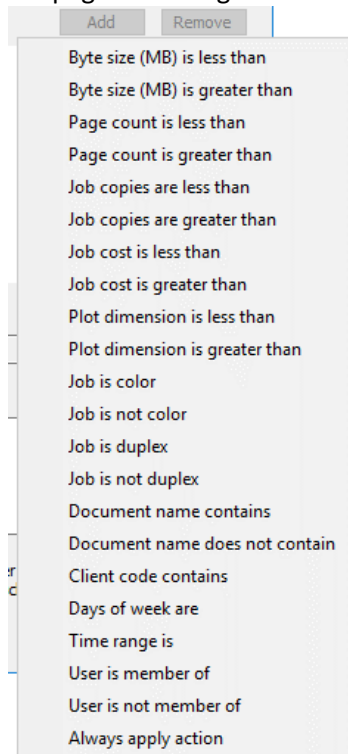 Add Remove
Byte size (MB) is less than
Byte size (MB) is greater than
Page count is less than
Page count is greater than
Job copies are less than
Job copies are greater than
Job cost is less than
Job cost is greater than
Plot dimension is less than
Plot dimension is greater than
Job is color
Job is not color
Job is duplex
Job is not duplex
Document name contains
Document name does not contain
Client code contains
Days of week are
Time range is
User is member of
User is not member of
Always apply action